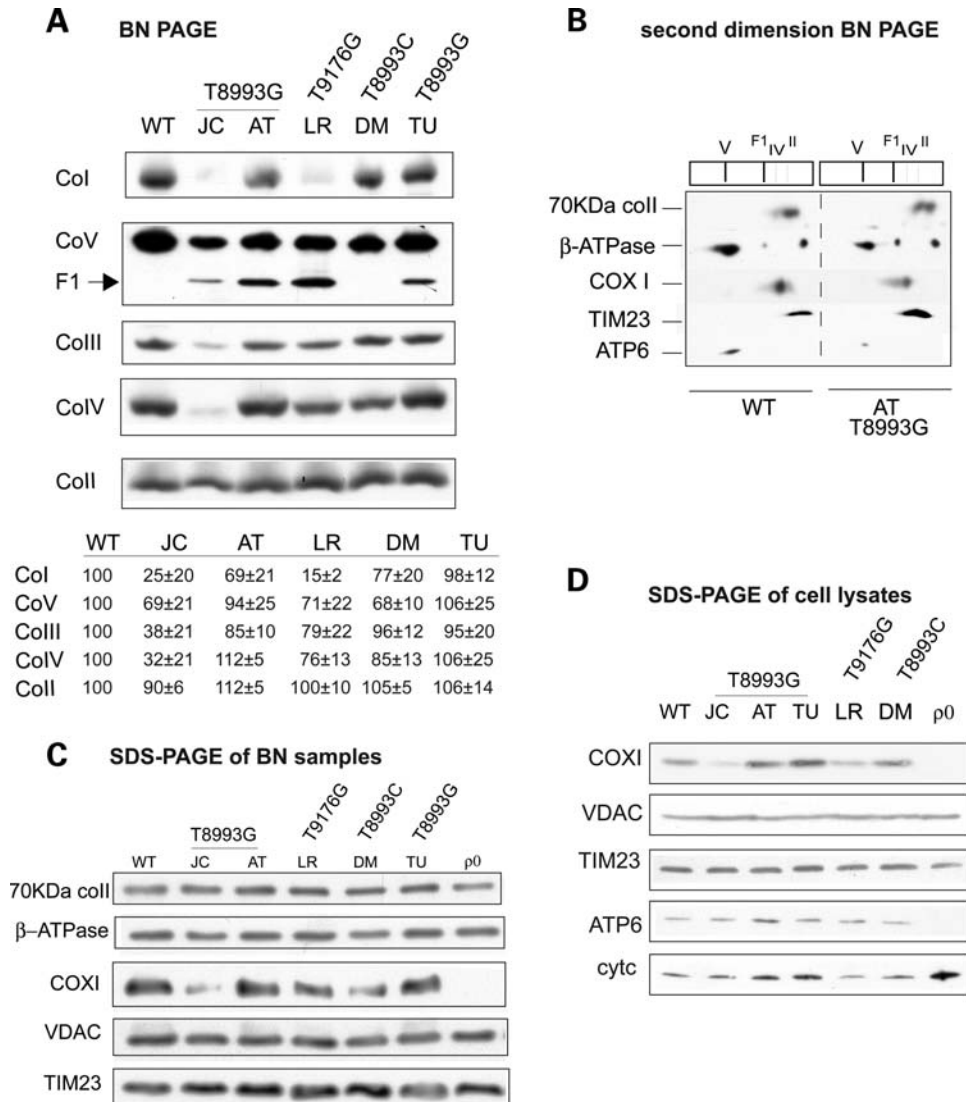 A BN PAGE
T8993G T9176G T8993C T8993G
WT JC AT LR DM TU
CoI
CoV
F1
CoIII
CoIV
CoII
WT JC AT LR DM TU
CoI 100 25±20 69±21 15±2 77±20 98±12
CoV 100 69±21 94±25 71±22 68±10 106±25
CoIII 100 38±21 85±10 79±22 96±12 95±20
CoIV 100 32±21 112±5 76±13 85±13 106±25
CoII 100 90±6 112±5 100±10 105±5 106±14
B second dimension BN PAGE
V F1 IV II V F1 IV II
70KDa coII
β-ATPase
COX I
TIM23
ATP6
WT AT
T8993G
C SDS-PAGE of BN samples
T8993G T9176G T8993C T8993G
WT JC AT LR DM TU ρ0
70KDa coII
β–ATPase
COXI
VDAC
TIM23
D SDS-PAGE of cell lysates
T8993G T9176G T8993C
WT JC AT TU LR DM ρ0
COXI
VDAC
TIM23
ATP6
cytc